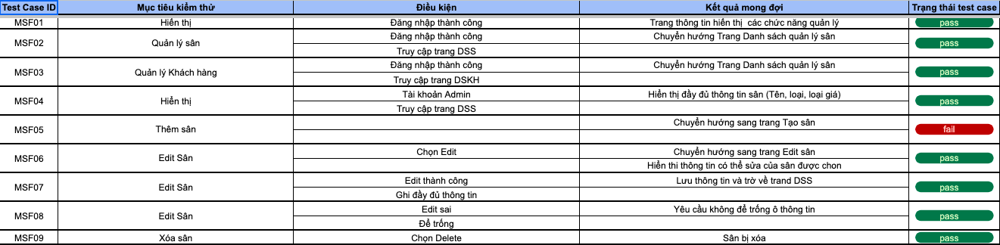 Test Case ID Mục tiêu kiểm thử Điều kiện Kết quả mong đợi Trạng thái test case
MSF01 Hiển thị Đăng nhập thành công Trang thông tin hiển thị các chức năng quản lý pass
MSF02 Quản lý sân Đăng nhập thành công Chuyển hướng Trang Danh sách quản lý sân pass
Truy cập trang DSS
MSF03 Quản lý Khách hàng Đăng nhập thành công Chuyển hướng Trang Danh sách quản lý sân pass
Truy cập trang DSKH
MSF04 Hiển thị Tài khoản Admin Hiển thị đầy đủ thông tin sân (Tên, loại, loại giá) pass
Truy cập trang DSS
MSF05 Thêm sân Chuyển hướng sang trang Tạo sân fail
MSF06 Edit Sân Chọn Edit Chuyển hướng sang trang Edit sân pass
Hiển thi thông tin có thể sửa của sân được chon
MSF07 Edit Sân Edit thành công Lưu thông tin và trờ về trand DSS pass
Ghi đầy đủ thông tin
MSF08 Edit Sân Edit sai Yêu cầu không để trống ô thông tin pass
Để trống
MSF09 Xóa sân Chọn Delete Sân bị xóa pass